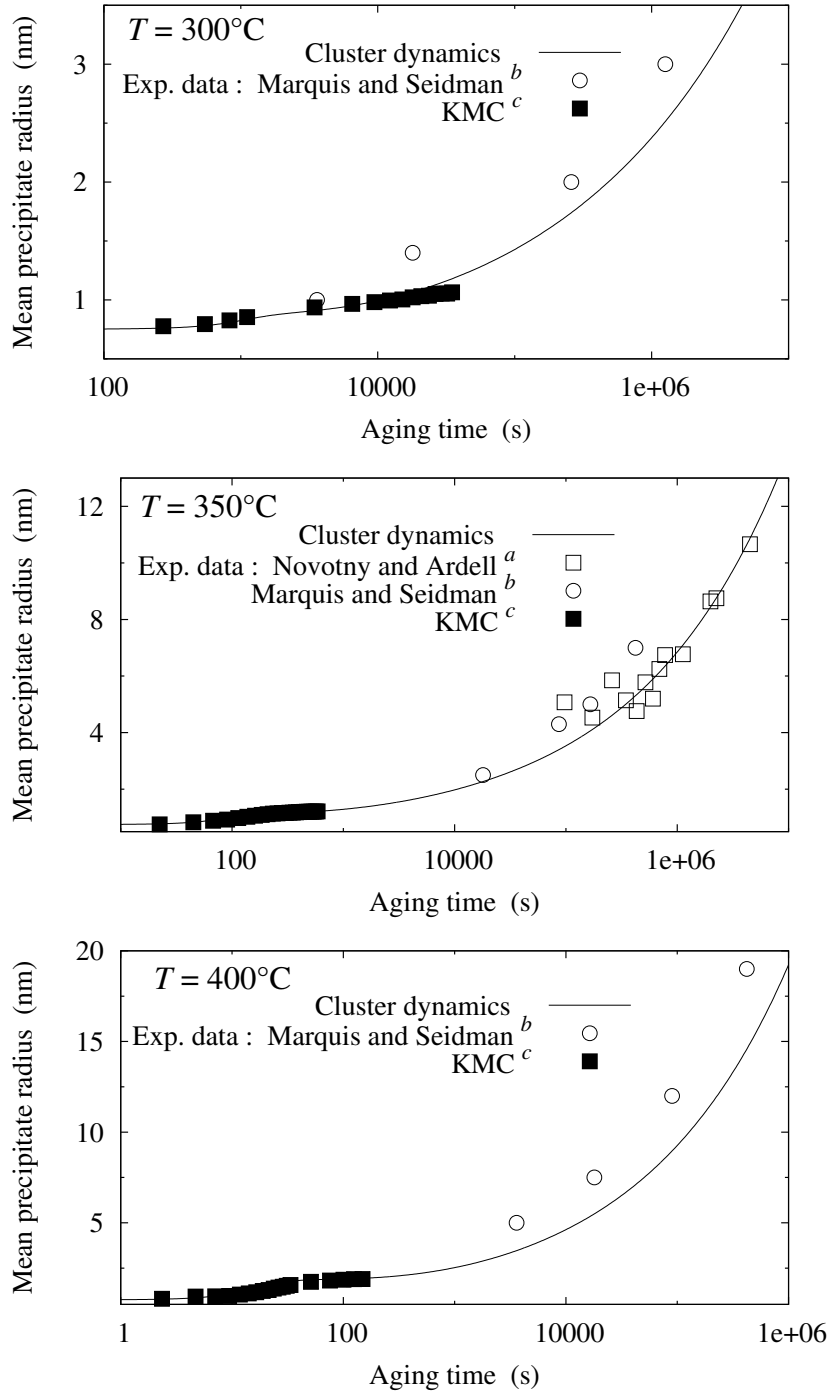 T = 300°C
Cluster dynamics
Exp. data : Marquis and Seidman b
KMC c
Mean precipitate radius (nm)
3
2
1
100 10000 1e+06
Aging time (s)
T = 350°C
Cluster dynamics
Exp. data : Novotny and Ardell a
Marquis and Seidman b
KMC c
Mean precipitate radius (nm)
12
8
4
100 10000 1e+06
Aging time (s)
T = 400°C
Cluster dynamics
Exp. data : Marquis and Seidman b
KMC c
Mean precipitate radius (nm)
20
15
10
5
1 100 10000 1e+06
Aging time (s)